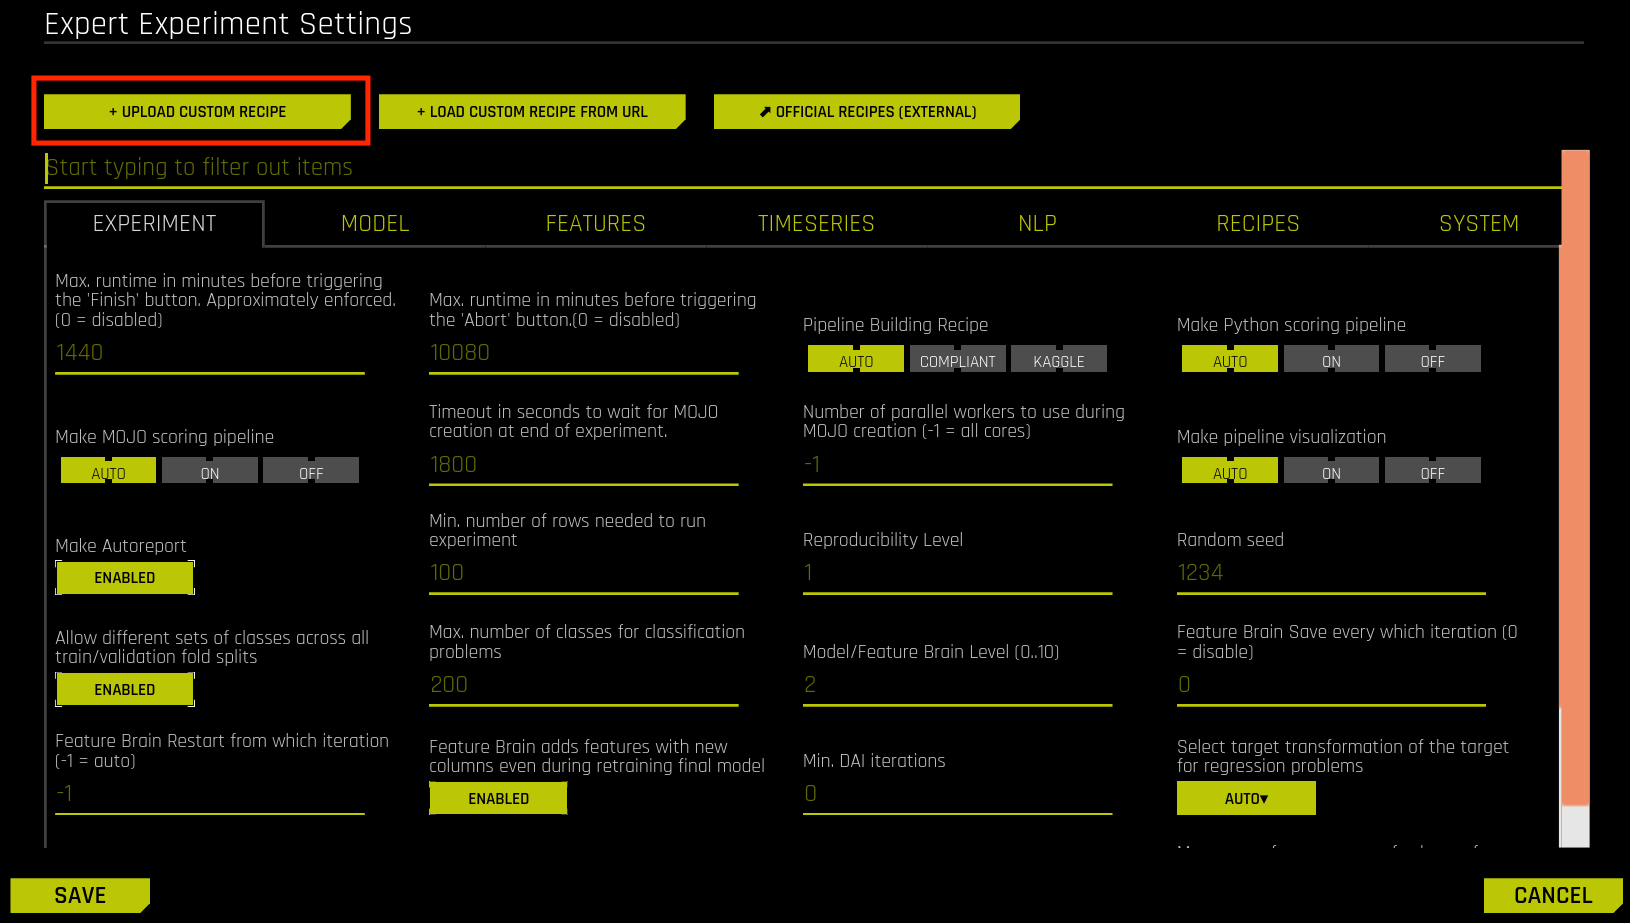 Expert Experiment Settings
+ UPLOAD CUSTOM RECIPE
+ LOAD CUSTOM RECIPE FROM URL
OFFICIAL RECIPES (EXTERNAL)
Start typing to filter out items
EXPERIMENT
MODEL
FEATURES
TIMESERIES
NLP
RECIPES
SYSTEM
Max. runtime in minutes before triggering
the 'Finish' button. Approximately enforced.
(0 = disabled)
1440
Max. runtime in minutes before triggering
the 'Abort' button.(0 = disabled)
10080
Pipeline Building Recipe
AUTO
COMPLIANT
KAGGLE
Make Python scoring pipeline
AUTO
ON
OFF
Make MOJO scoring pipeline
AUTO
ON
OFF
Timeout in seconds to wait for MOJO
creation at end of experiment.
1800
Number of parallel workers to use during
MOJO creation (-1 = all cores)
-1
Make pipeline visualization
AUTO
ON
OFF
Make Autoreport
ENABLED
Min. number of rows needed to run
experiment
100
Reproducibility Level
1
Random seed
1234
Allow different sets of classes across all
train/validation fold splits
ENABLED
Max. number of classes for classification
problems
200
Model/Feature Brain Level (0..10)
2
Feature Brain Save every which iteration (0
= disable)
0
Feature Brain Restart from which iteration
(-1 = auto)
-1
Feature Brain adds features with new
columns even during retraining final model
ENABLED
Min. DAI iterations
0
Select target transformation of the target
for regression problems
AUTO▾
SAVE
CANCEL